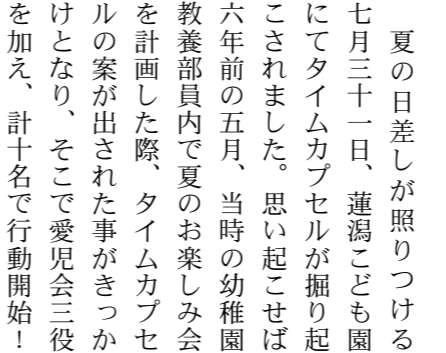 夏の日差しが照りつける
七月三十一日、蓮潟こども園
にてタイムカプセルが掘り起
こされました。思い起こせば
六年前の五月、当時の幼稚園
教養部員内で夏のお楽しみ会
を計画した際、タイムカプセ
ルの案が出された事がきっか
けとなり、そこで愛児会三役
を加え、計十名で行動開始！